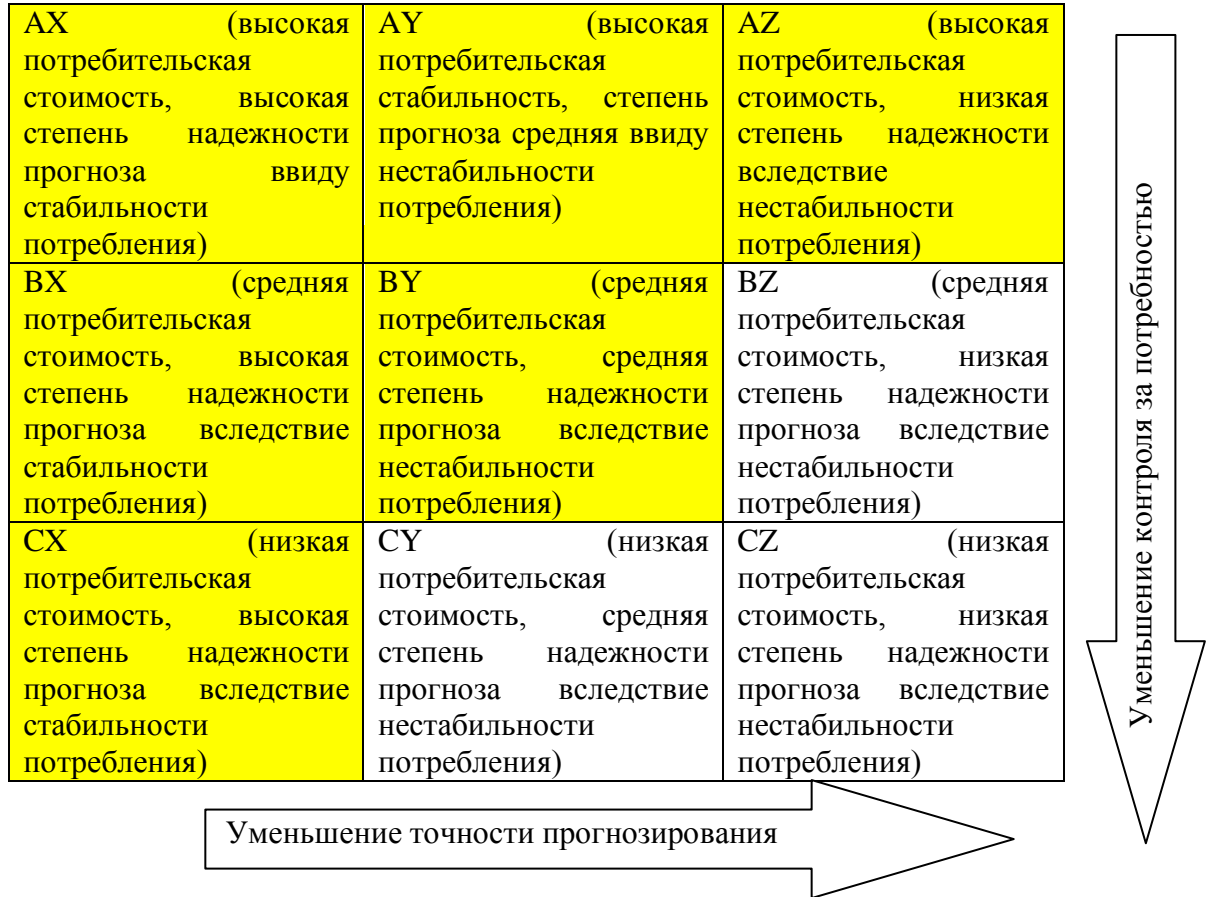 AX (высокая
потребительская
стоимость, высокая
степень надежности
прогноза ввиду
стабильности
потребления)
AY (высокая
потребительская
стабильность, степень
прогноза средняя ввиду
нестабильности
потребления)
AZ (высокая
потребительская
стоимость, низкая
степень надежности
вследствие
нестабильности
потребления)
BX (средняя
потребительская
стоимость, высокая
степень надежности
прогноза вследствие
стабильности
потребления)
BY (средняя
потребительская
стоимость, средняя
степень надежности
прогноза вследствие
нестабильности
потребления)
BZ (средняя
потребительская
стоимость, низкая
степень надежности
прогноза вследствие
нестабильности
потребления)
CX (низкая
потребительская
стоимость, высокая
степень надежности
прогноза вследствие
стабильности
потребления)
CY (низкая
потребительская
стоимость, средняя
степень надежности
прогноза вследствие
нестабильности
потребления)
CZ (низкая
потребительская
стоимость, низкая
степень надежности
прогноза вследствие
нестабильности
потребления)
Уменьшение контроля за потребностью
Уменьшение точности прогнозирования